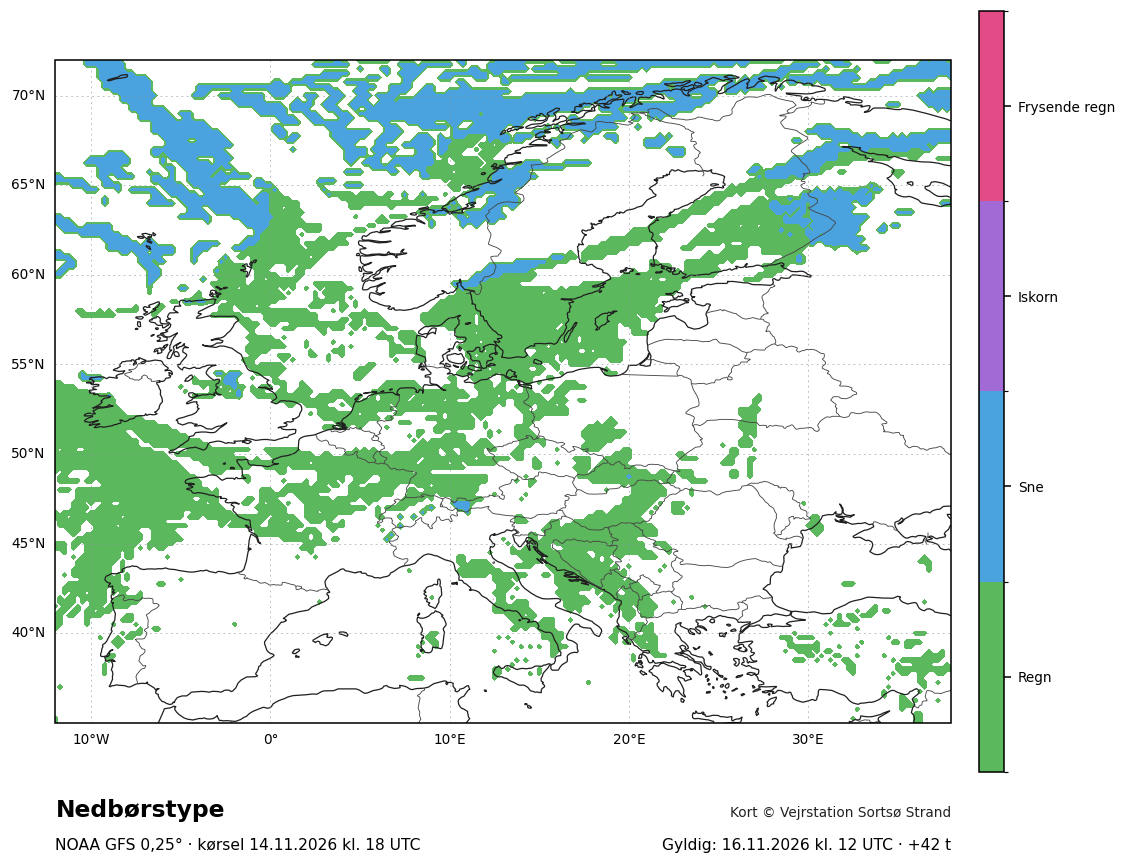 Frysende regn
Iskorn
Sne
Regn
70°N
65°N
60°N
55°N
50°N
45°N
40°N
10°W
0°
10°E
20°E
30°E
Nedbørstype
Kort © Vejrstation Sortsø Strand
NOAA GFS 0,25° · kørsel 14.11.2026 kl. 18 UTC
Gyldig: 16.11.2026 kl. 12 UTC · +42 t